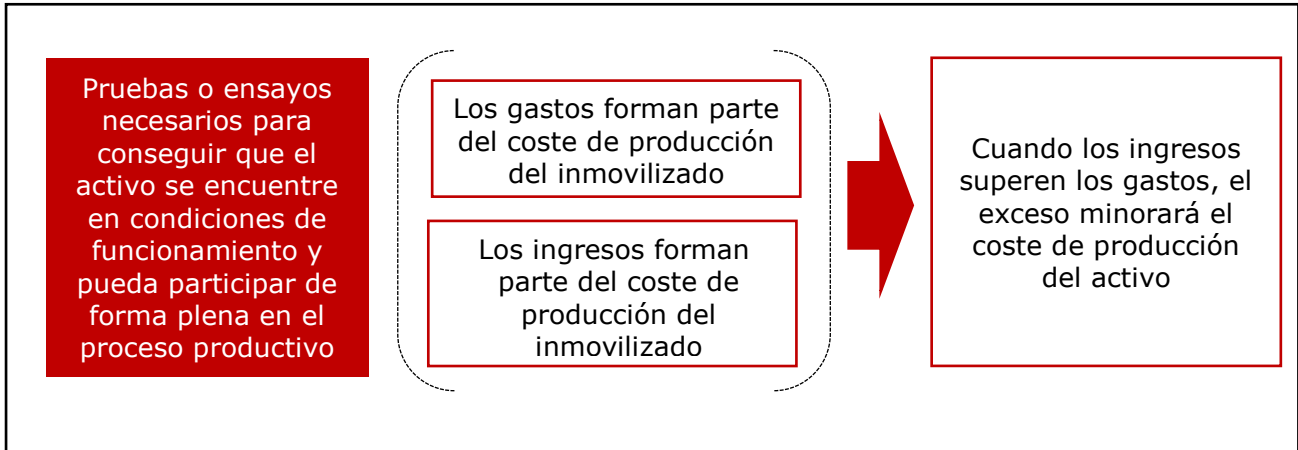 Pruebas o ensayos
necesarios para
conseguir que el
activo se encuentre
en condiciones de
funcionamiento y
pueda participar de
forma plena en el
proceso productivo
Los gastos forman parte
del coste de producción
del inmovilizado
Los ingresos forman
parte del coste de
producción del
inmovilizado
Cuando los ingresos
superen los gastos, el
exceso minorará el
coste de producción
del activo